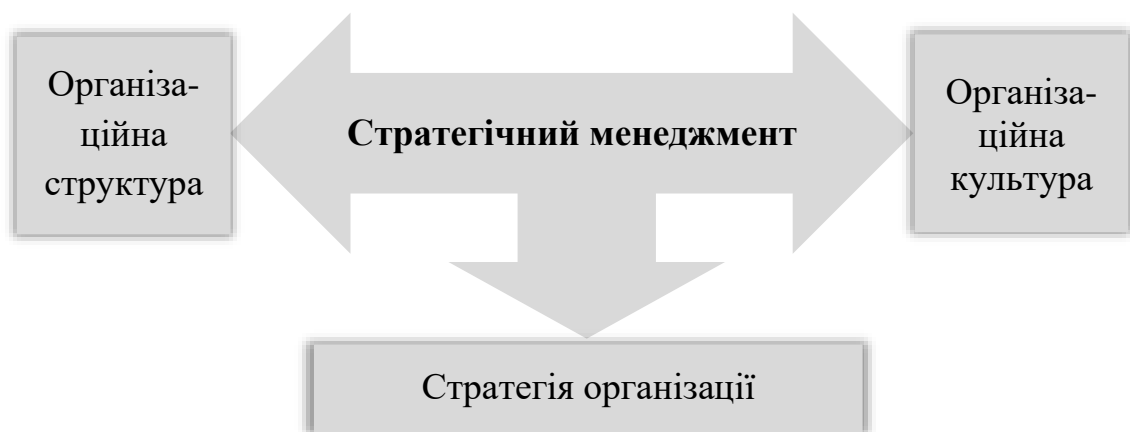 Організа-
ційна
структура
Стратегічний менеджмент
Організа-
ційна
культура
Стратегія організації